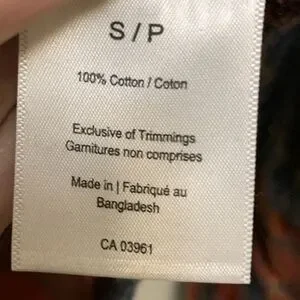 S / P
100% Cotton / Coton
Exclusive of Trimmings
Garnitures non comprises
Made in | Fabriqué au
Bangladesh
CA 03961